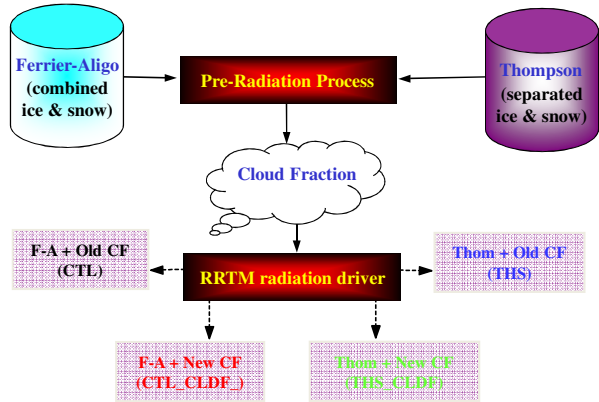 Ferrier-Aligo
(combined
ice & snow)
Pre-Radiation Process
Thompson
(separated
ice & snow)
Cloud Fraction
F-A + Old CF
(CTL)
RRTM radiation driver
Thom + Old CF
(THS)
F-A + New CF
(CTL_CLDF_)
Thom + New CF
(THS_CLDF)